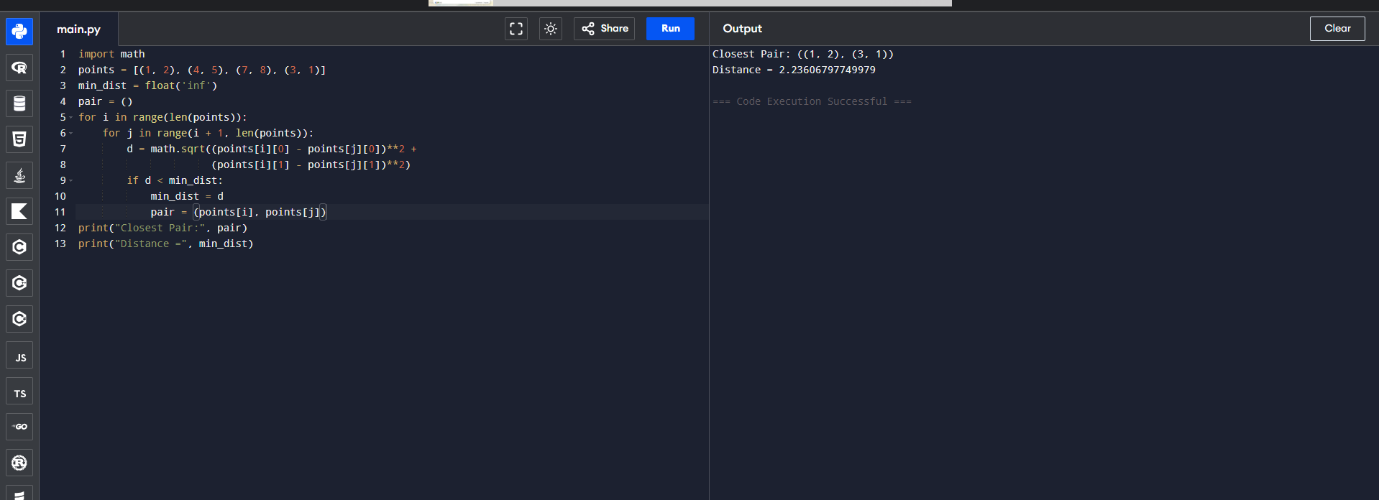 main.py
Share
Run
Output
Clear
1 import math
2 points = [(1, 2), (4, 5), (7, 8), (3, 1)]
3 min_dist = float('inf')
4 pair = ()
5 for i in range(len(points)):
6 for j in range(i + 1, len(points)):
7 d = math.sqrt((points[i][0] - points[j][0])**2 +
8 (points[i][1] - points[j][1])**2)
9 if d < min_dist:
10 min_dist = d
11 pair = (points[i], points[j])
12 print("Closest Pair:", pair)
13 print("Distance =", min_dist)
Closest Pair: ((1, 2), (3, 1))
Distance = 2.23606797749979
=== Code Execution Successful ===
R
5
C
C
C
JS
TS
GO
R